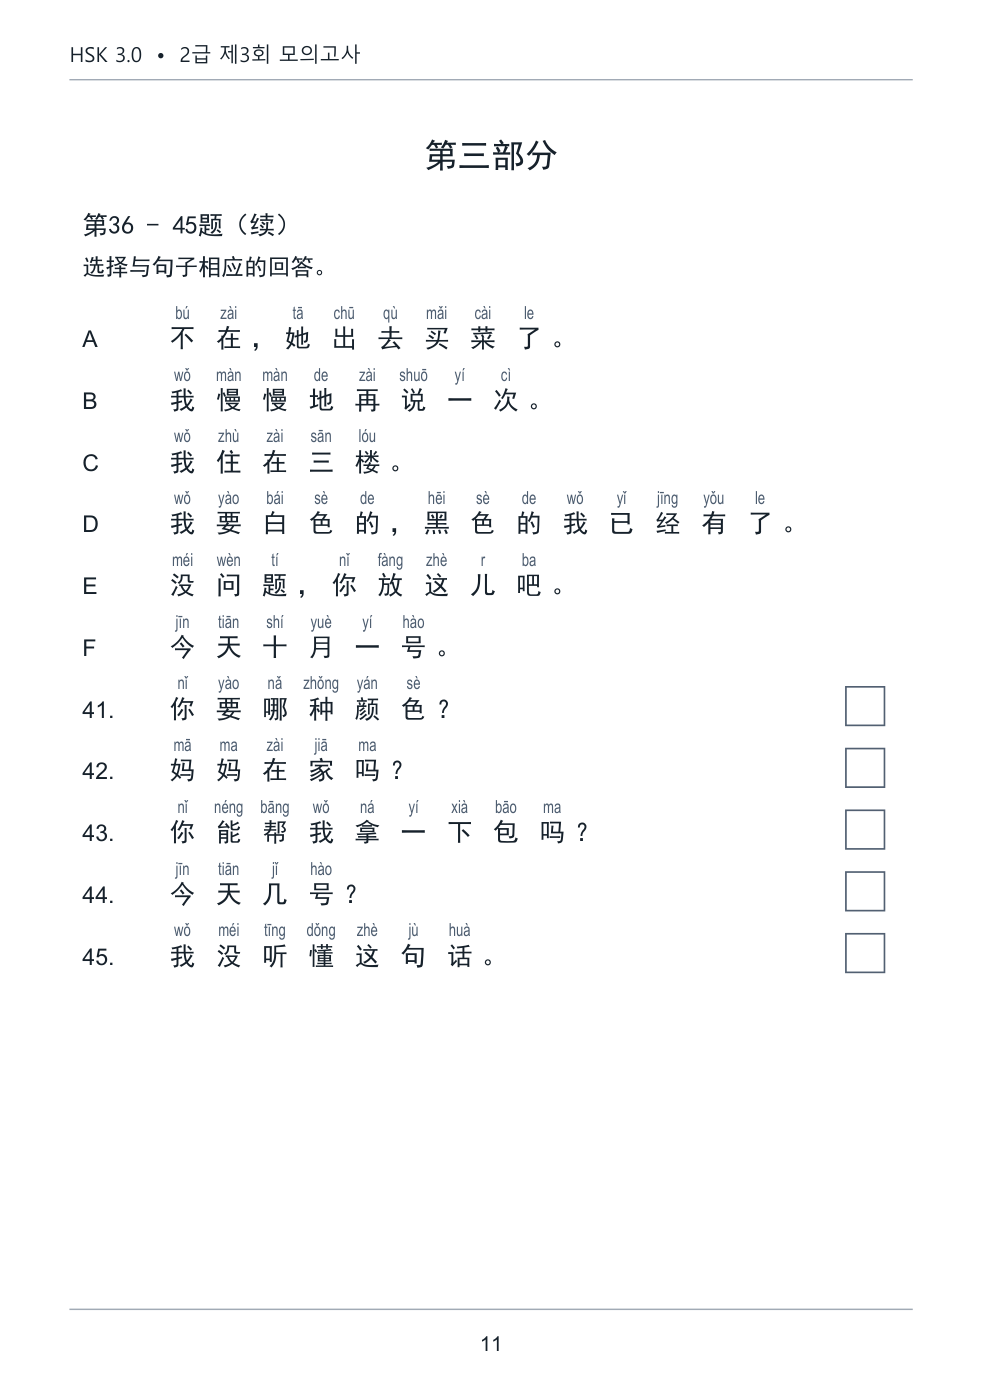 HSK 3.0 • 2급 제3회 모의고사
第三部分
第36 － 45题（续）
选择与句子相应的回答。
bú zài tā chū qù mǎi cài le
A 不在，她出去买菜了。
wǒ màn màn de zài shuō yí cì
B 我慢慢地再说一次。
wǒ zhù zài sān lóu
C 我住在三楼。
wǒ yào bái sè de hēi sè de wǒ yǐ jīng yǒu le
D 我要白色的，黑色的我已经有了。
méi wèn tí nǐ fàng zhè r ba
E 没问题，你放这儿吧。
jīn tiān shí yuè yí hào
F 今天十月一号。
nǐ yào nǎ zhǒng yán sè
41. 你要哪种颜色？
mā ma zài jiā ma
42. 妈妈在家吗？
nǐ néng bāng wǒ ná yí xià bāo ma
43. 你能帮我拿一下包吗？
jīn tiān jǐ hào
44. 今天几号？
wǒ méi tīng dǒng zhè jù huà
45. 我没听懂这句话。
11